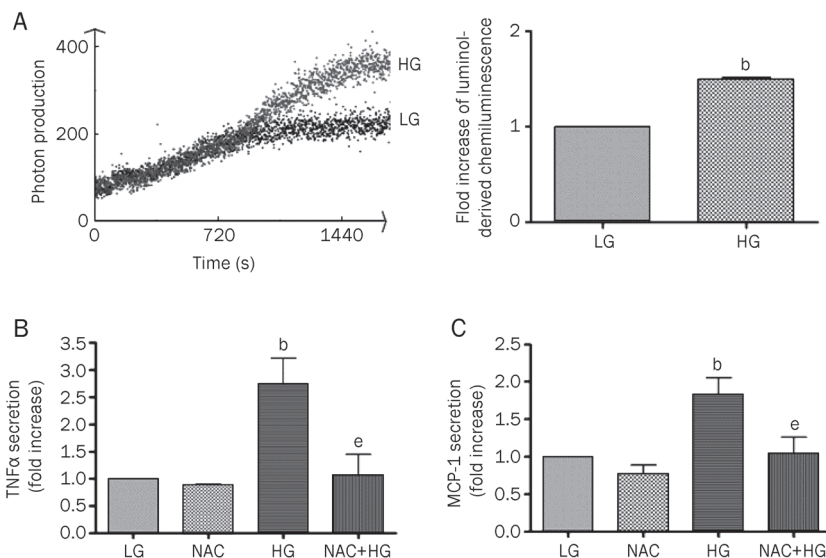 A
Photon production
400
200
0
0
720
1440
Time (s)
HG
LG
Flod increase of luminol-
derived chemiluminescence
2
1
0
b
LG
HG
B
TNFα secretion
(fold increase)
3.5
3.0
2.5
2.0
1.5
1.0
0.5
0.0
b
e
LG
NAC
HG
NAC+HG
C
MCP-1 secretion
(fold increase)
2.5
2.0
1.5
1.0
0.5
0.0
b
e
LG
NAC
HG
NAC+HG